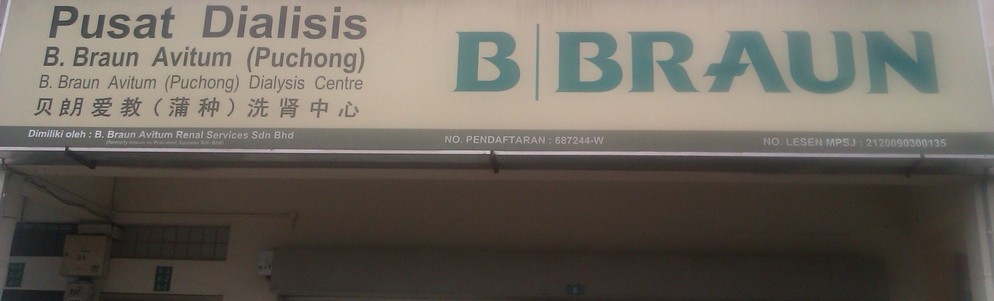 Pusat Dialisis
B. Braun Avitum (Puchong)
B. Braun Avitum (Puchong) Dialysis Centre
贝朗爱教（蒲种）洗肾中心
B|BRAUN
Dimiliki oleh : B. Braun Avitum Renal Services Sdn Bhd
NO. PENDAFTARAN : 687244-W
NO. LESEN MPSJ : 2120090300135